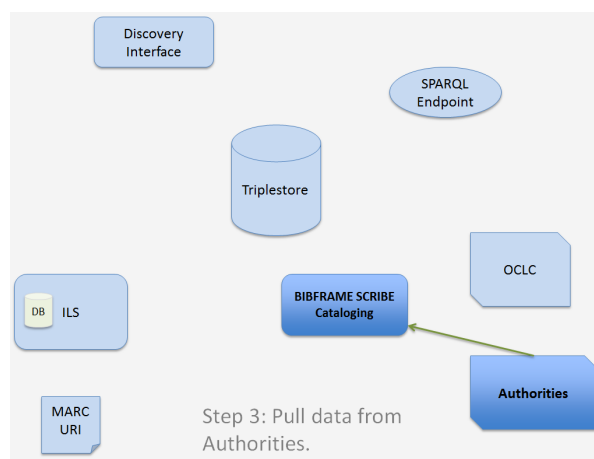 Discovery
Interface
SPARQL
Endpoint
Triplestore
OCLC
DB
ILS
BIBFRAME SCRIBE
Cataloging
Authorities
MARC
URI
Step 3: Pull data from
Authorities.